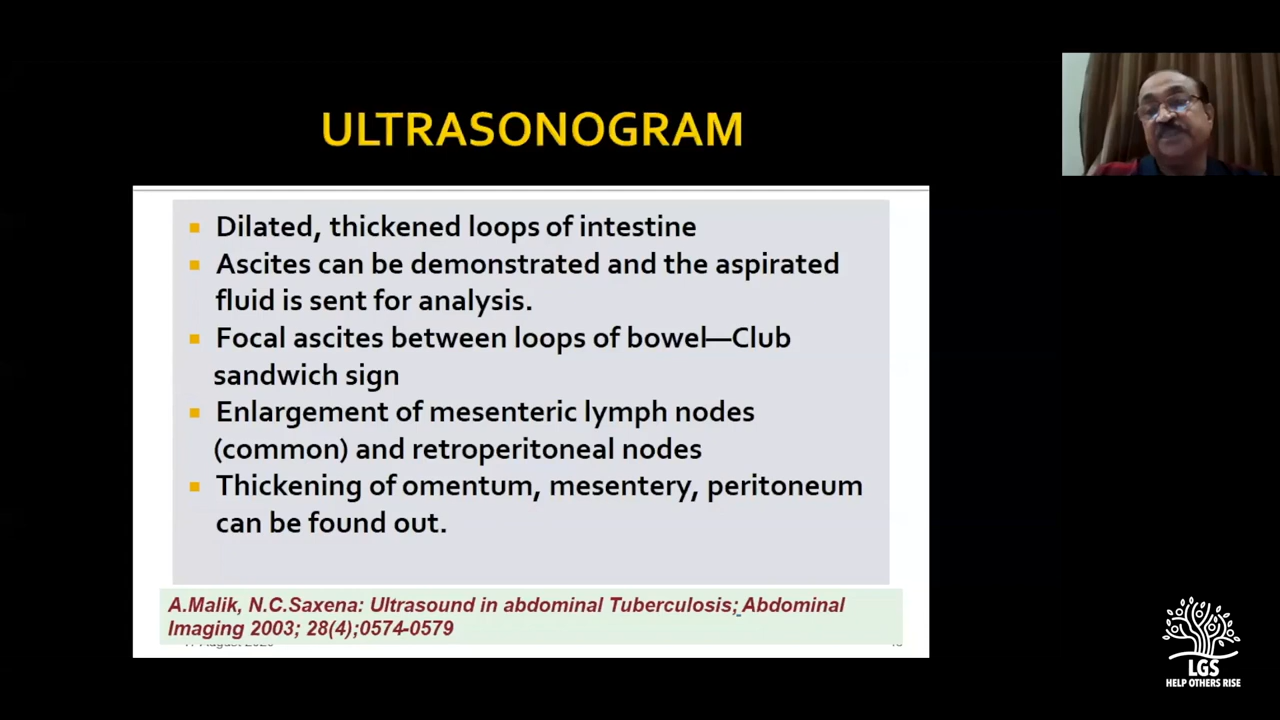 ULTRASONOGRAM
Dilated, thickened loops of intestine
Ascites can be demonstrated and the aspirated
fluid is sent for analysis.
Focal ascites between loops of bowel—Club
sandwich sign
Enlargement of mesenteric lymph nodes
(common) and retroperitoneal nodes
Thickening of omentum, mesentery, peritoneum
can be found out.
A.Malik, N.C.Saxena: Ultrasound in abdominal Tuberculosis; Abdominal
Imaging 2003; 28(4);0574-0579
LGS
HELP OTHERS RISE